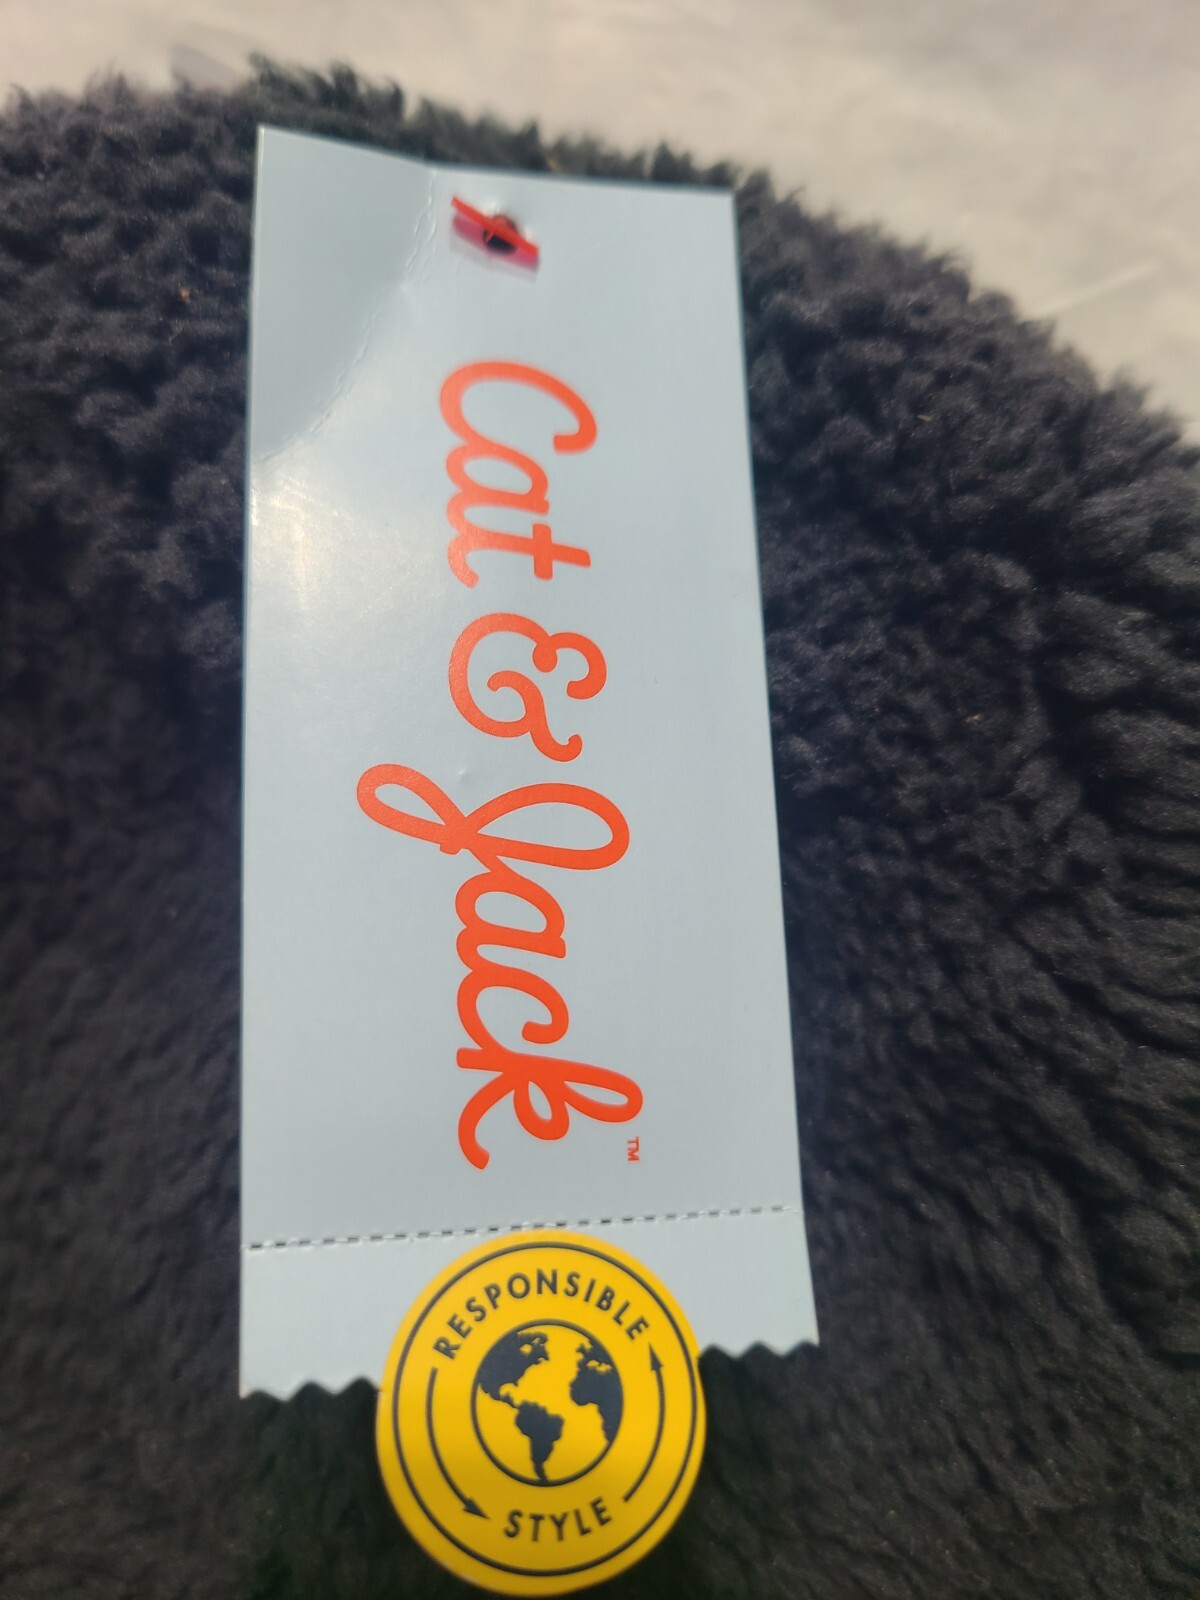 Cat & Jack™
RESPONSIBLE
STYLE